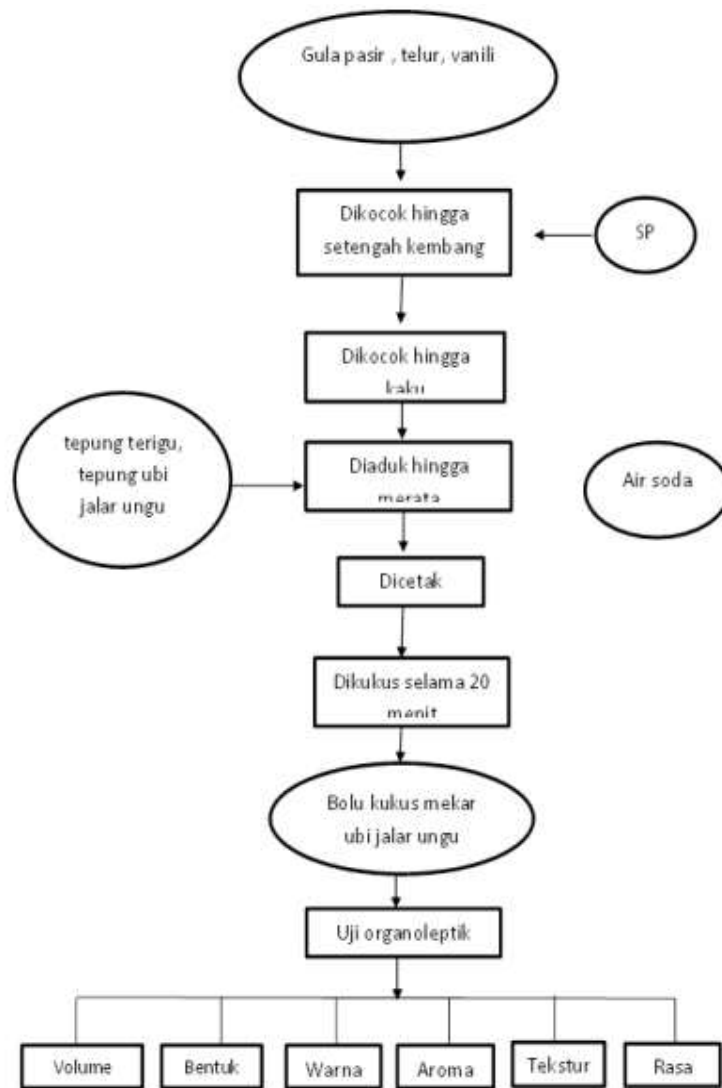 Gula pasir , telur, vanili
Dikocok hingga
setengah kembang
SP
Dikocok hingga
kaku
tepung terigu,
tepung ubi
jalar ungu
Diaduk hingga
merata
Air soda
Dicetak
Dikukus selama 20
menit
Bolu kukus mekar
ubi jalar ungu
Uji organoleptik
Volume
Bentuk
Warna
Aroma
Tekstur
Rasa